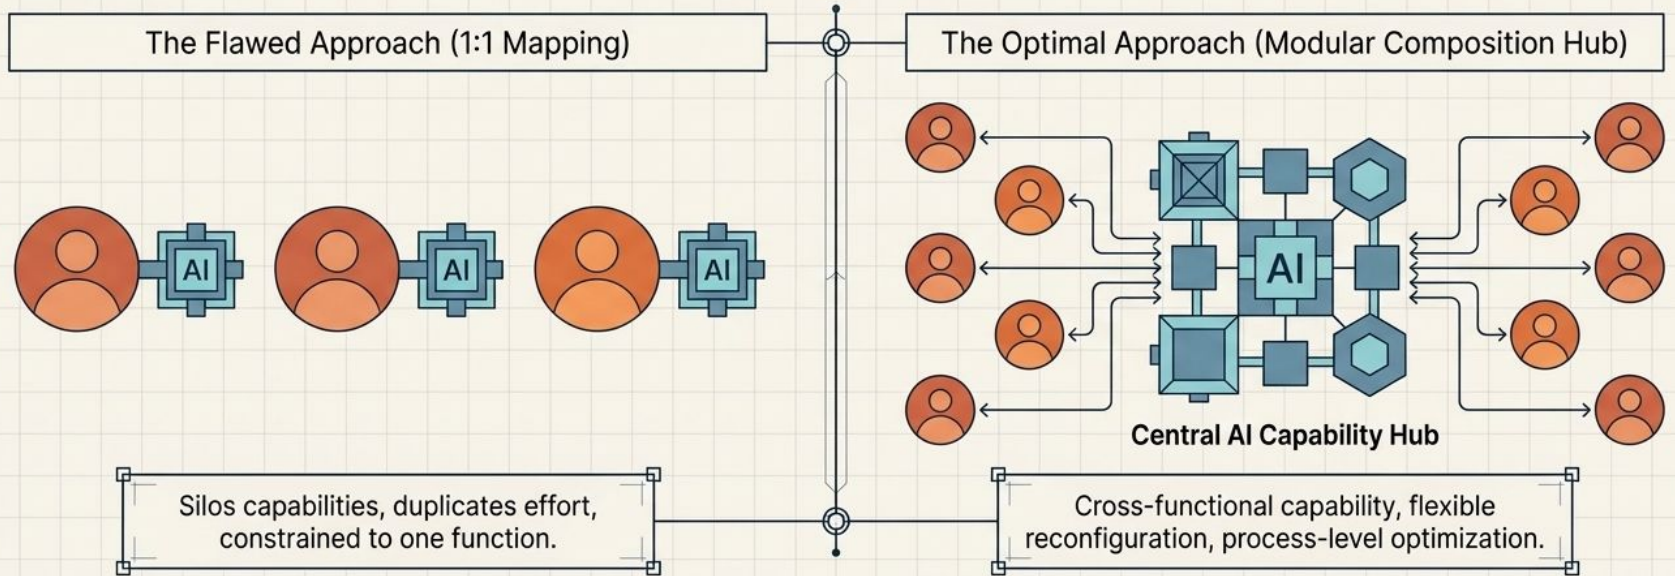 The Flawed Approach (1:1 Mapping)
AI
AI
AI
Silos capabilities, duplicates effort,
constrained to one function.
The Optimal Approach (Modular Composition Hub)
AI
Central AI Capability Hub
Cross-functional capability, flexible
reconfiguration, process-level optimization.